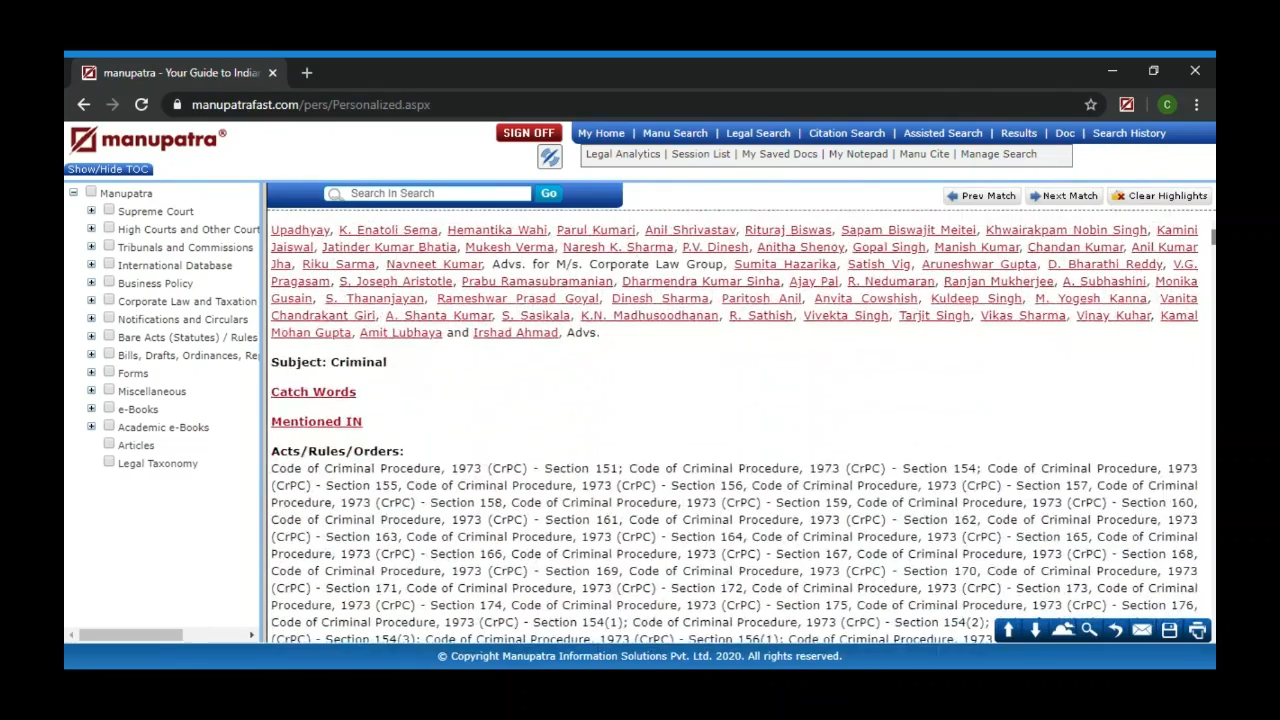 manupatra - Your Guide to India
manupatrafast.com/pers/Personalized.aspx
C
manupatra®
SIGN OFF
My Home | Manu Search | Legal Search | Citation Search | Assisted Search | Results | Doc | Search History
Legal Analytics | Session List | My Saved Docs | My Notepad | Manu Cite | Manage Search
Show/Hide TOC
Manupatra
Supreme Court
High Courts and Other Court
Tribunals and Commissions
International Database
Business Policy
Corporate Law and Taxation
Notifications and Circulars
Bare Acts (Statutes) / Rules
Bills, Drafts, Ordinances, Re
Forms
Miscellaneous
e-Books
Academic e-Books
Articles
Legal Taxonomy
Search In Search
Go
Prev Match
Next Match
Clear Highlights
Upadhyay, K. Enatoli Sema, Hemantika Wahi, Parul Kumari, Anil Shrivastav, Rituraj Biswas, Sapam Biswajit Meitei, Khwairakpam Nobin Singh, Kamini
Jaiswal, Jatinder Kumar Bhatia, Mukesh Verma, Naresh K. Sharma, P.V. Dinesh, Anitha Shenoy, Gopal Singh, Manish Kumar, Chandan Kumar, Anil Kumar
Jha, Riku Sarma, Navneet Kumar, Advs. for M/s. Corporate Law Group, Sumita Hazarika, Satish Vig, Aruneshwar Gupta, D. Bharathi Reddy, V.G.
Pragasam, S. Joseph Aristotle, Prabu Ramasubramanian, Dharmendra Kumar Sinha, Ajay Pal, R. Nedumaran, Ranjan Mukherjee, A. Subhashini, Monika
Gusain, S. Thananjayan, Rameshwar Prasad Goyal, Dinesh Sharma, Paritosh Anil, Anvita Cowshish, Kuldeep Singh, M. Yogesh Kanna, Vanita
Chandrakant Giri, A. Shanta Kumar, S. Sasikala, K.N. Madhusoodhanan, R. Sathish, Vivekta Singh, Tarjit Singh, Vikas Sharma, Vinay Kuhar, Kamal
Mohan Gupta, Amit Lubhaya and Irshad Ahmad, Advs.
Subject: Criminal
Catch Words
Mentioned IN
Acts/Rules/Orders:
Code of Criminal Procedure, 1973 (CrPC) - Section 151; Code of Criminal Procedure, 1973 (CrPC) - Section 154; Code of Criminal Procedure, 1973
(CrPC) - Section 155, Code of Criminal Procedure, 1973 (CrPC) - Section 156, Code of Criminal Procedure, 1973 (CrPC) - Section 157, Code of Criminal
Procedure, 1973 (CrPC) - Section 158, Code of Criminal Procedure, 1973 (CrPC) - Section 159, Code of Criminal Procedure, 1973 (CrPC) - Section 160,
Code of Criminal Procedure, 1973 (CrPC) - Section 161, Code of Criminal Procedure, 1973 (CrPC) - Section 162, Code of Criminal Procedure, 1973
(CrPC) - Section 163, Code of Criminal Procedure, 1973 (CrPC) - Section 164, Code of Criminal Procedure, 1973 (CrPC) - Section 165, Code of Criminal
Procedure, 1973 (CrPC) - Section 166, Code of Criminal Procedure, 1973 (CrPC) - Section 167, Code of Criminal Procedure, 1973 (CrPC) - Section 168,
Code of Criminal Procedure, 1973 (CrPC) - Section 169, Code of Criminal Procedure, 1973 (CrPC) - Section 170, Code of Criminal Procedure, 1973
(CrPC) - Section 171, Code of Criminal Procedure, 1973 (CrPC) - Section 172, Code of Criminal Procedure, 1973 (CrPC) - Section 173, Code of Criminal
Procedure, 1973 (CrPC) - Section 174, Code of Criminal Procedure, 1973 (CrPC) - Section 175, Code of Criminal Procedure, 1973 (CrPC) - Section 176,
Code of Criminal Procedure, 1973 (CrPC) - Section 154(1); Code of Criminal Procedure, 1973 (CrPC) - Section 154(2);
(CrPC) - Section 154(3); Code of Criminal Procedure, 1973 (CrPC) - Section 156(1); Code of Criminal Procedure, 1973
© Copyright Manupatra Information Solutions Pvt. Ltd. 2020. All rights reserved.